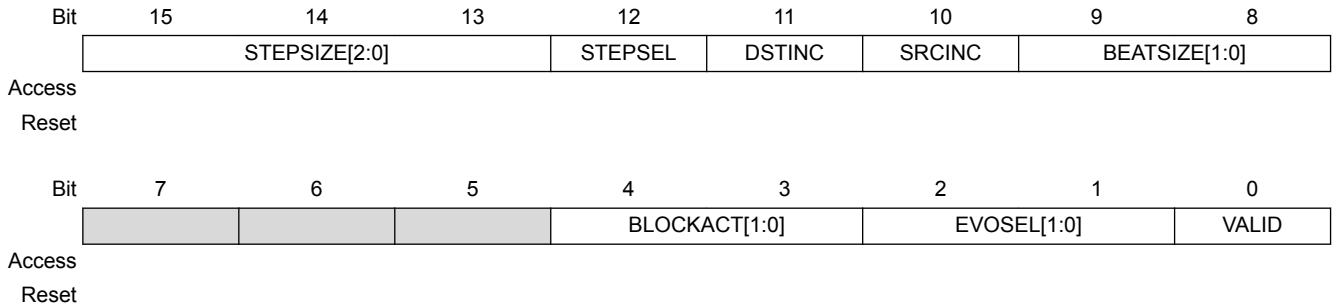 Bit 15 14 13 12 11 10 9 8
STEPSIZE[2:0] STEPSEL DSTINC SRCINC BEATSIZE[1:0]
Access
Reset
Bit 7 6 5 4 3 2 1 0
BLOCKACT[1:0] EVOSEL[1:0] VALID
Access
Reset